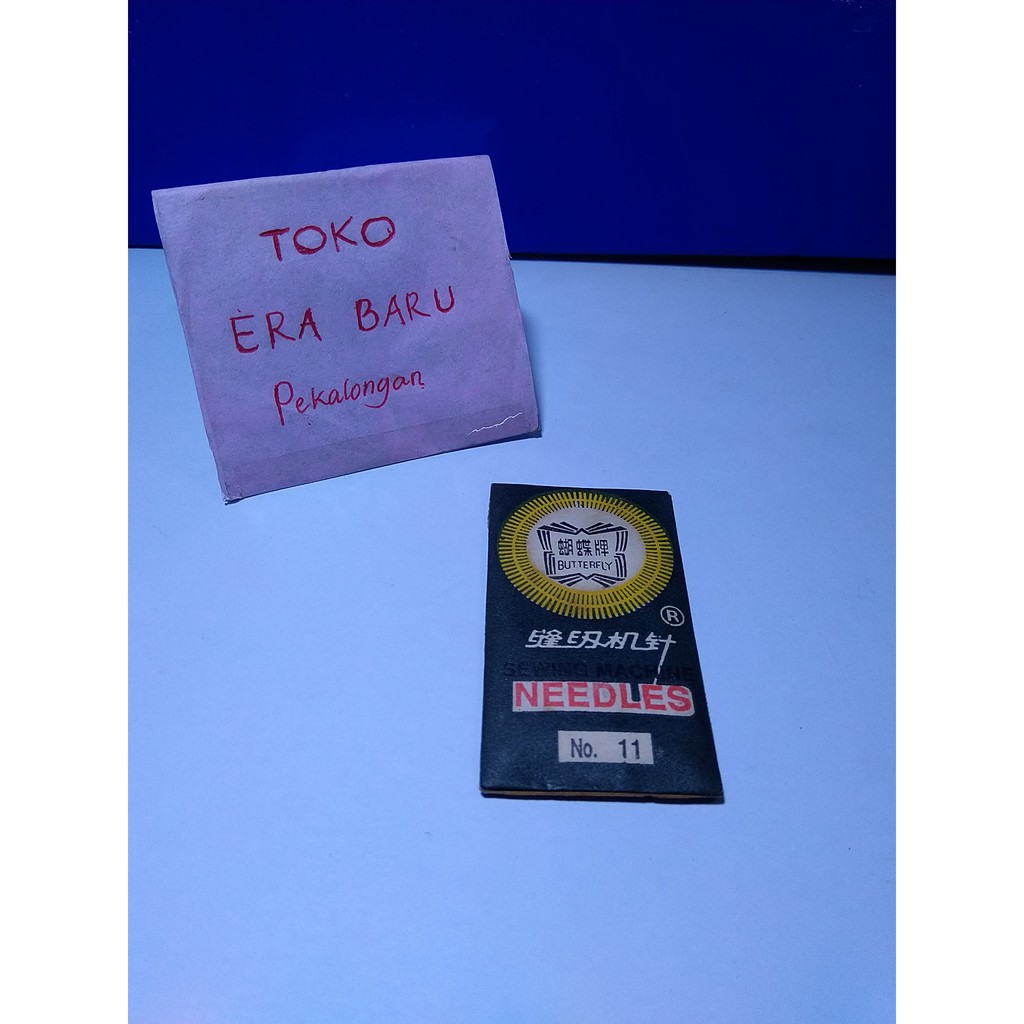 TOKO
ERA BARU
Pekalongan
蝴蝶牌
BUTTERFLY
®
缝纫机针
SEWING MACHINE
NEEDLES
No. 11